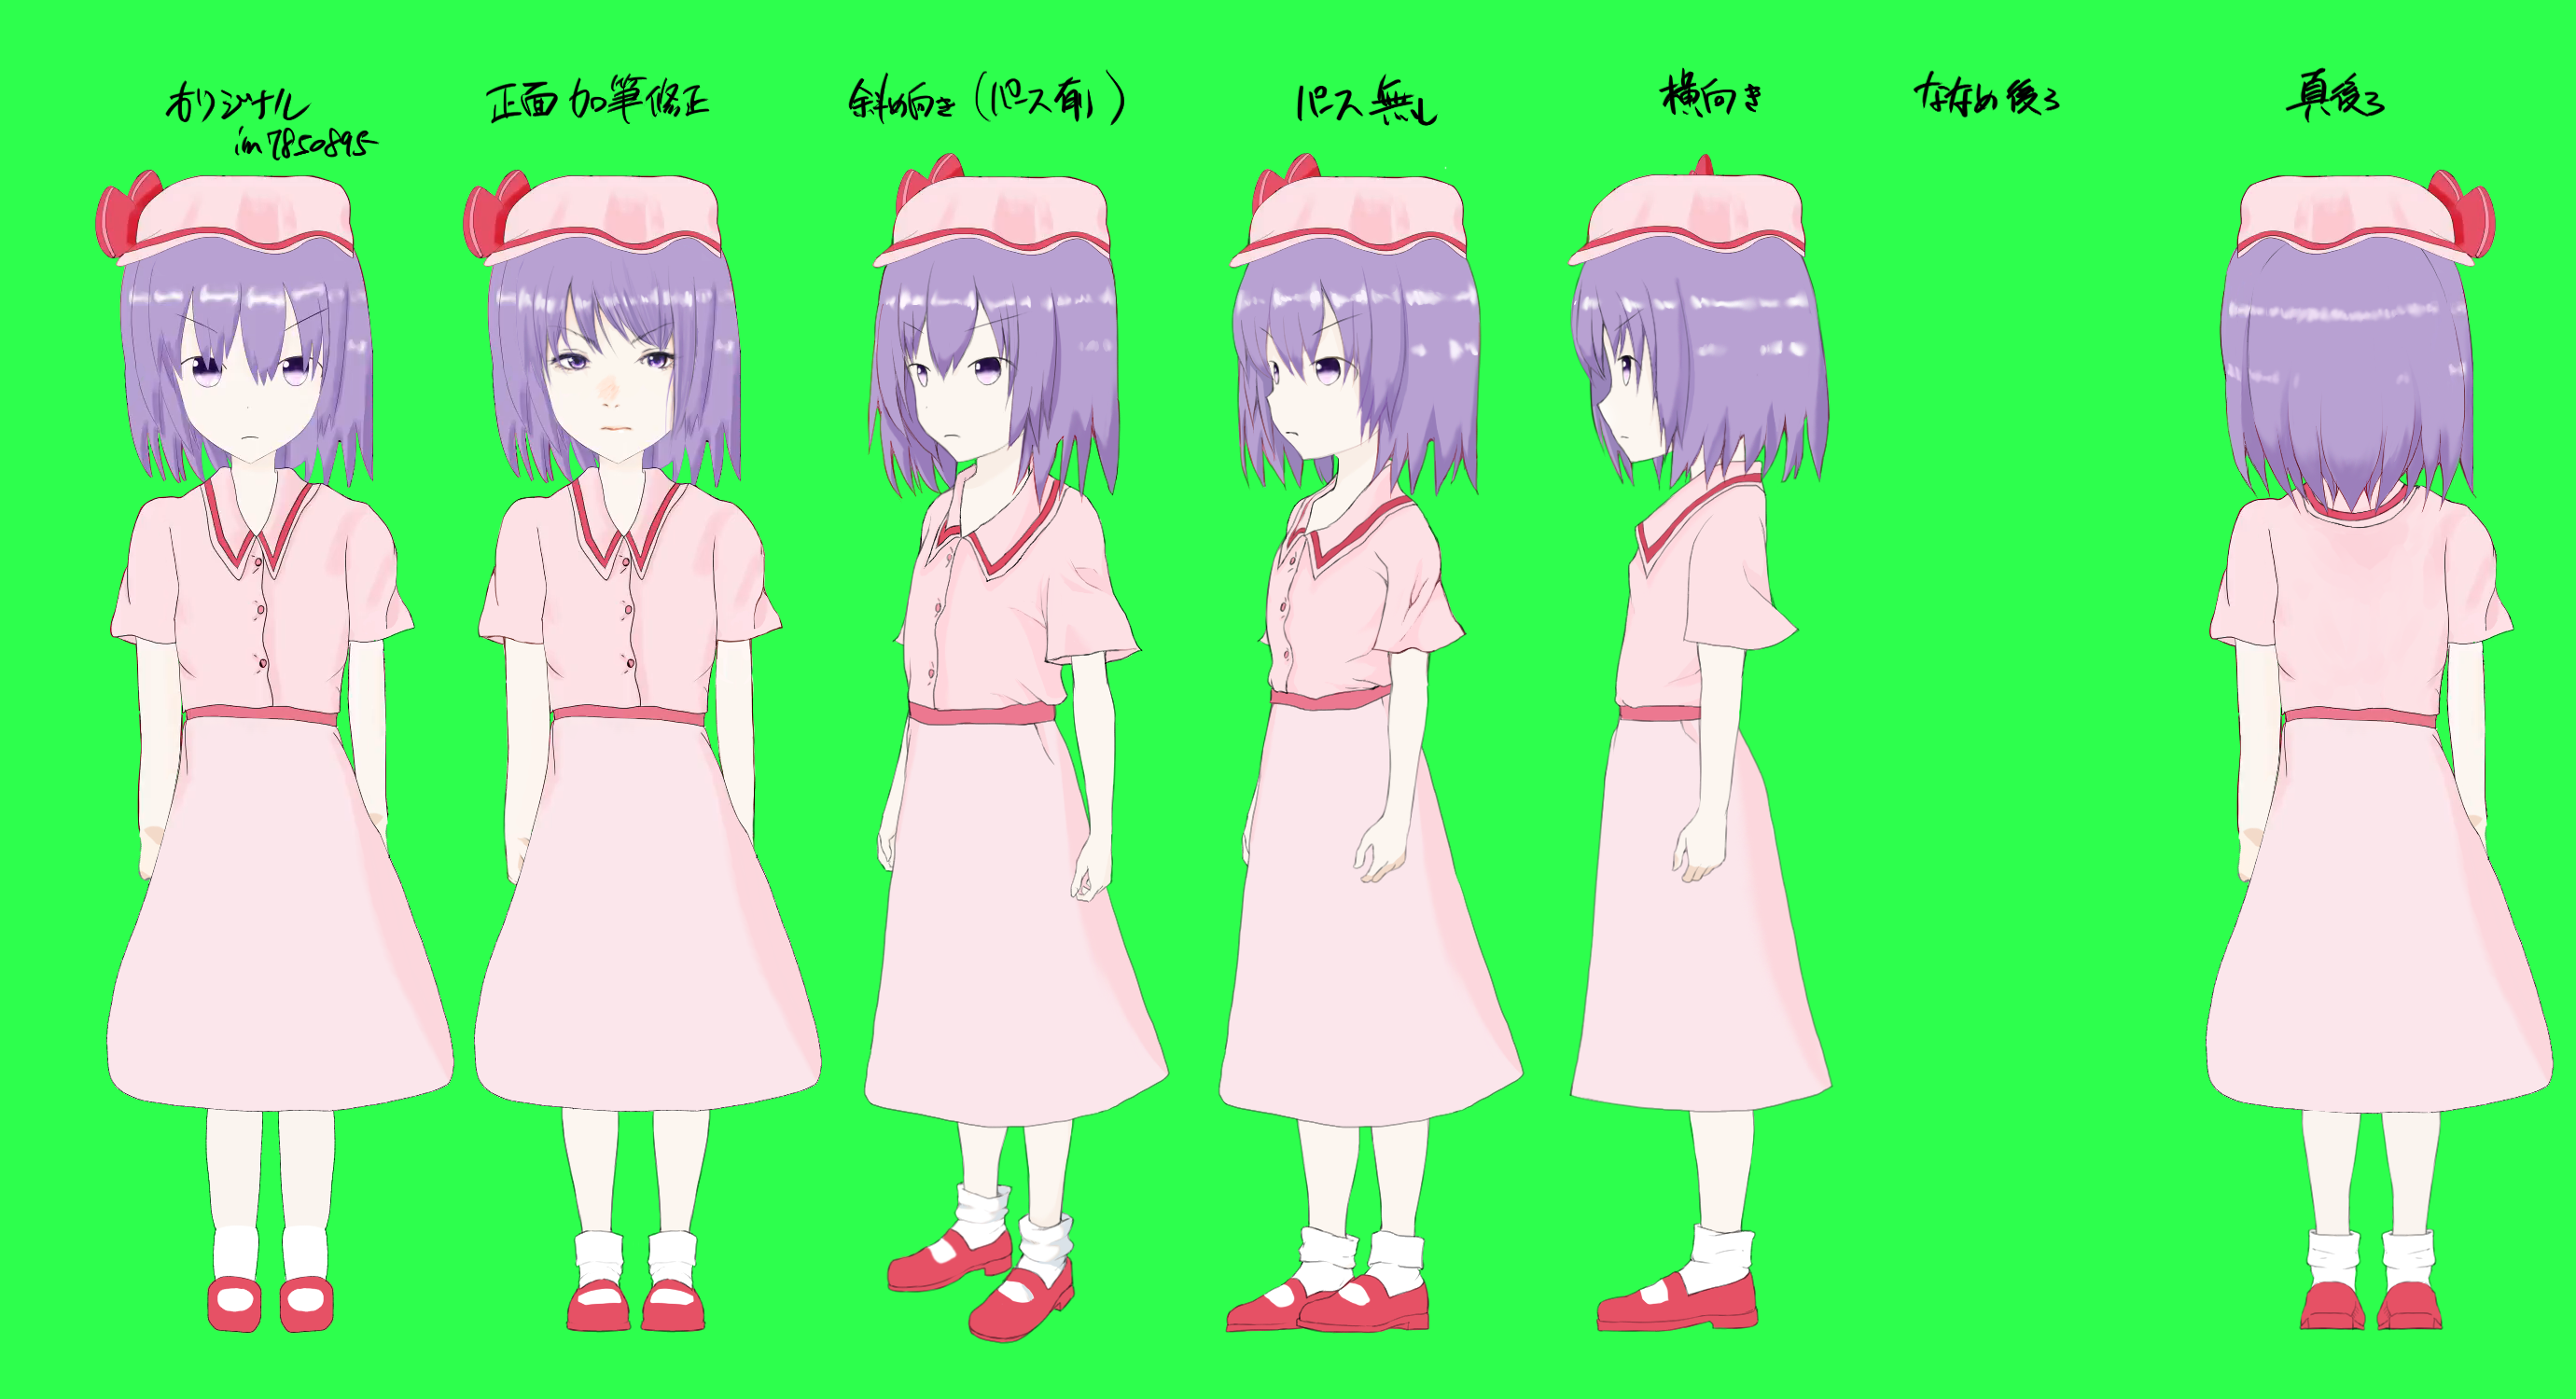 オリジナル
im7850895
正面加筆修正
斜め向き(パース有り)
パース無し
横向き
ななめ後ろ
真後ろ